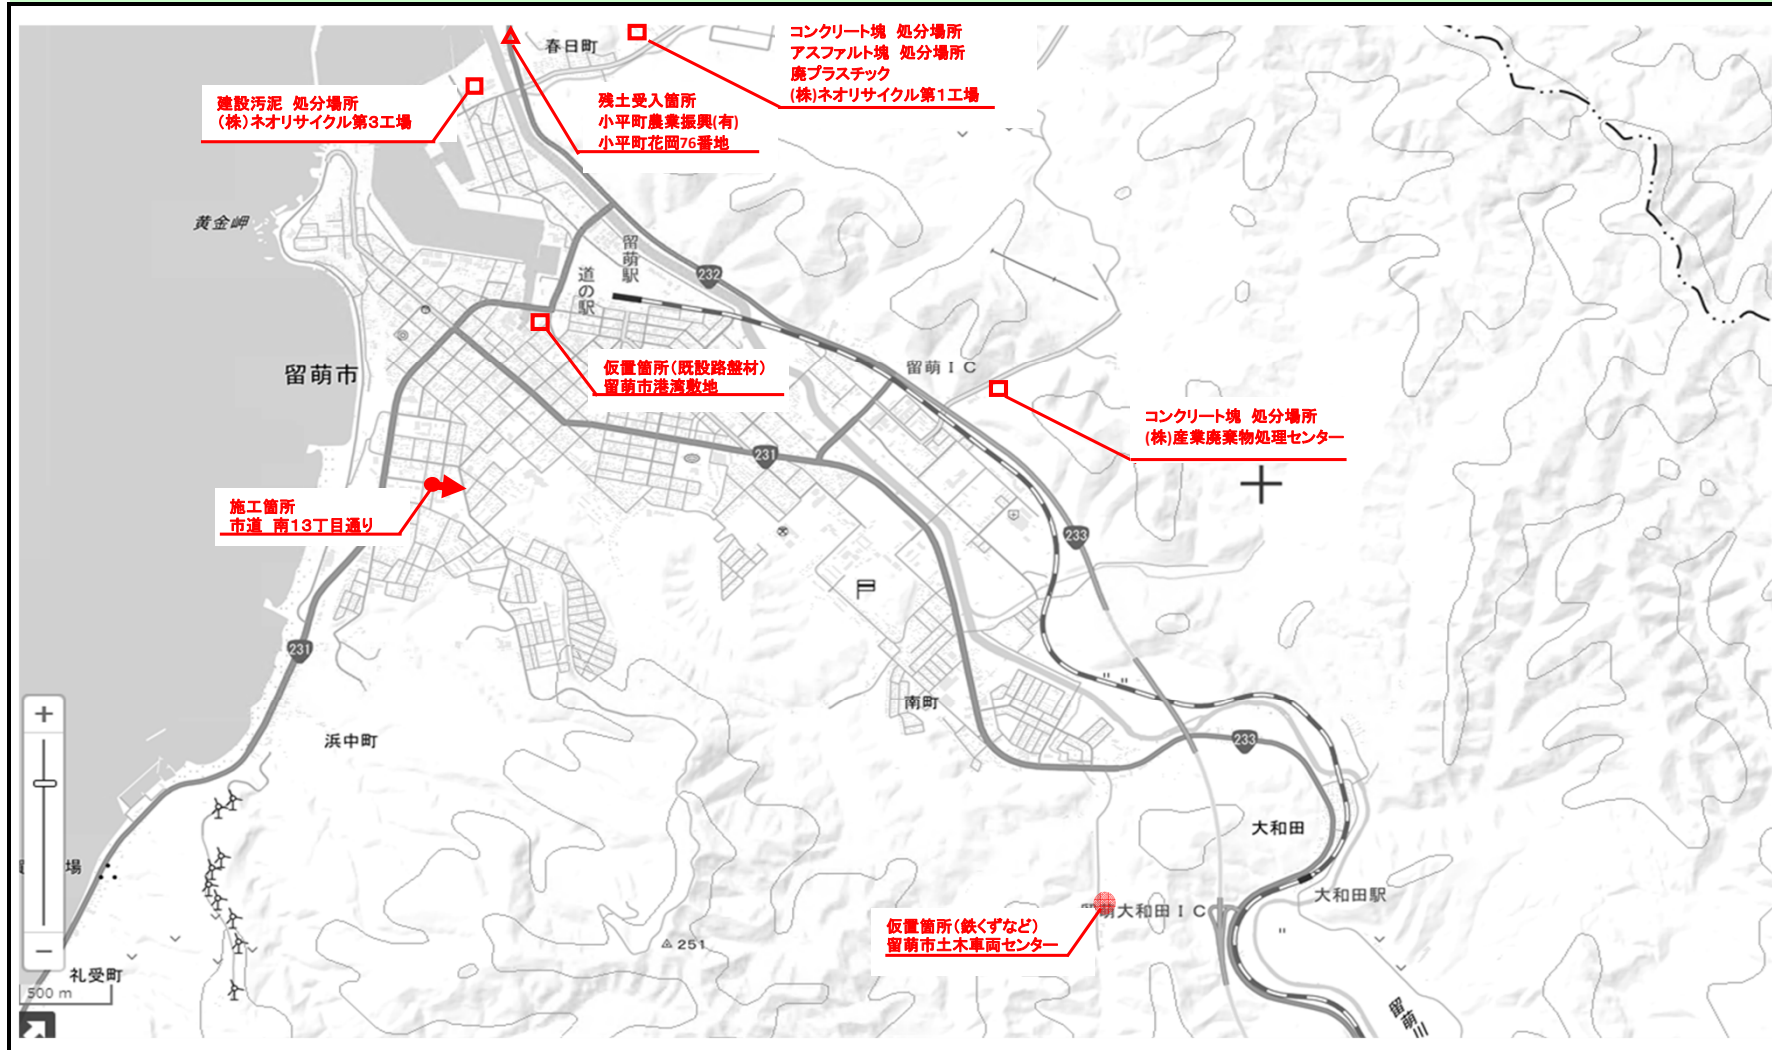 春日町
コンクリート塊 処分場所
アスファルト塊 処分場所
廃プラスチック
(株)ネオリサイクル第1工場
建設汚泥 処分場所
(株)ネオリサイクル第3工場
残土受入箇所
小平町農業振興(有)
小平町花岡76番地
黄金岬
留萌駅
道の駅
232
留萌市
仮置箇所(既設路盤材)
留萌市港湾敷地
留萌IC
コンクリート塊 処分場所
(株)産業廃棄物処理センター
231
施工箇所
市道 南13丁目通り
233
231
南町
浜中町
233
大和田
場
大和田駅
萌大和田IC
仮置箇所(鉄くずなど)
留萌市土木車両センター
251
礼受町
500 m
留萌川